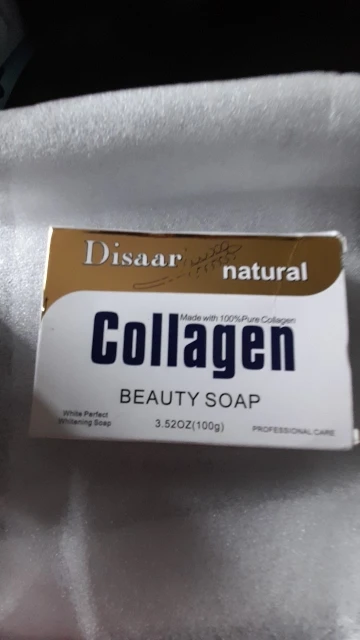 Disaar
natural
Made with 100%Pure Collagen
Collagen
BEAUTY SOAP
White Perfect
Whitening Soap
3.52OZ(100g)
PROFESSIONAL CARE